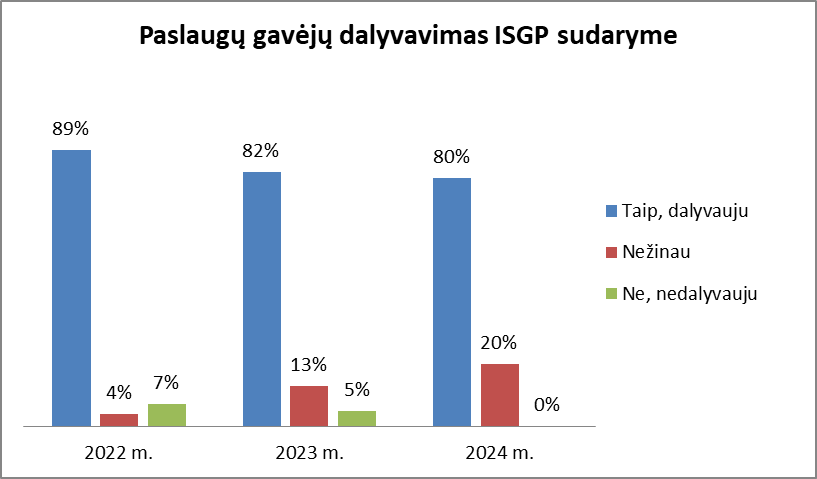 Paslaugų gavėjų dalyvavimas ISGP sudaryme
89%
4%
7%
82%
13%
5%
80%
20%
0%
2022 m.
2023 m.
2024 m.
Taip, dalyvauju
Nežinau
Ne, nedalyvauju